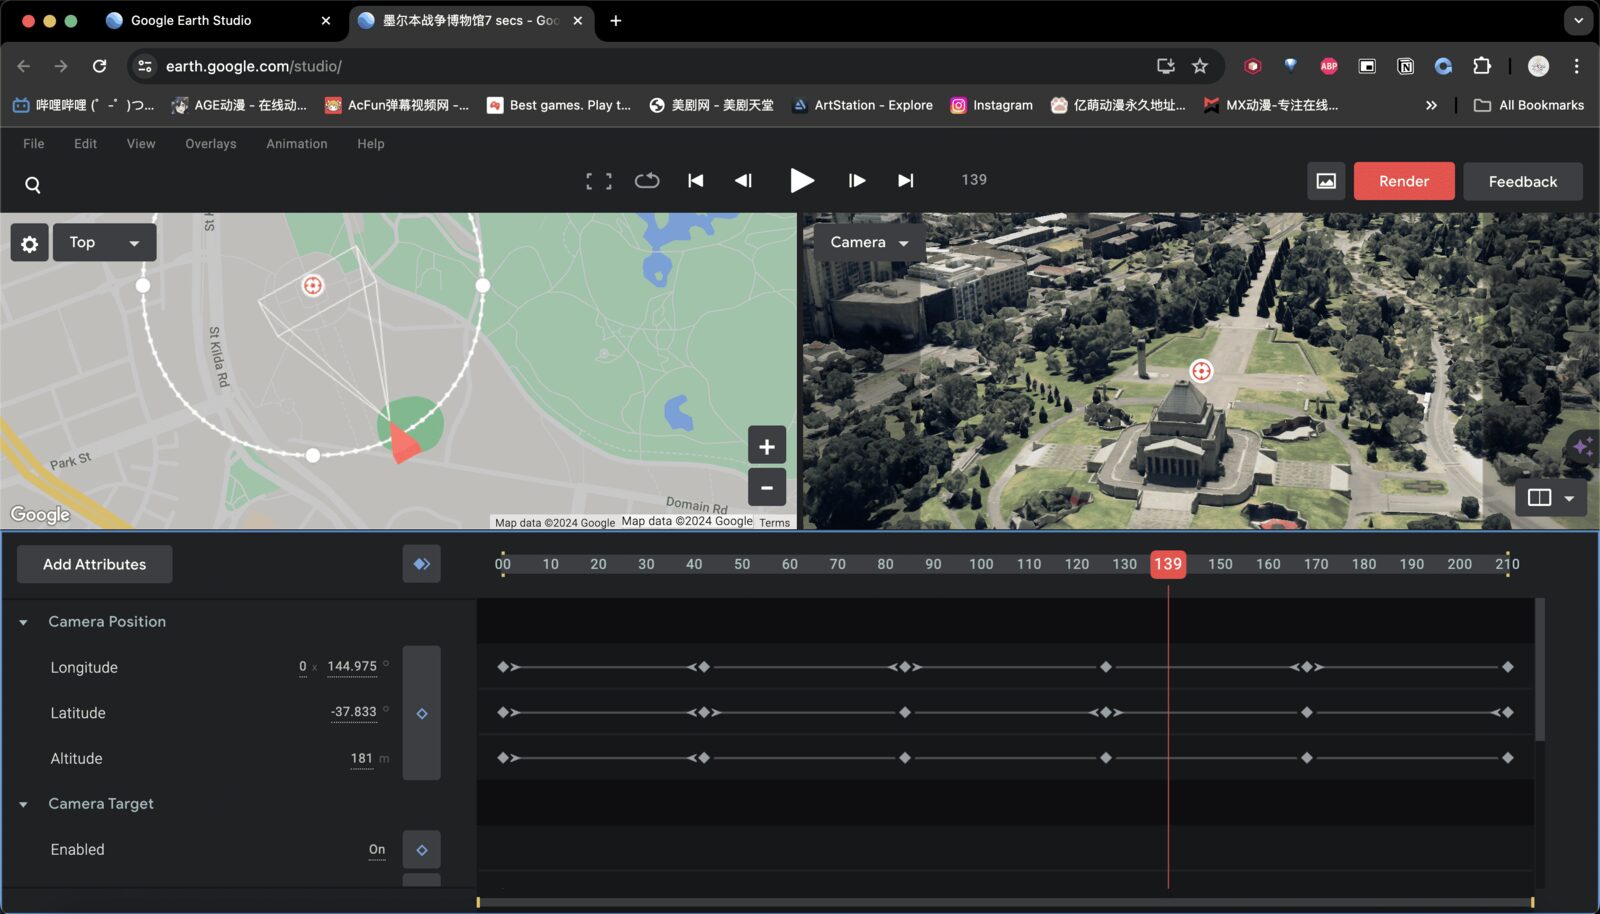 Google Earth Studio
墨尔本战争博物馆7 secs - Goo
earth.google.com/studio/
ABP
哔哩哔哩 (゜-゜)つ...
AGE动漫 - 在线动...
AcFun弹幕视频网 -...
Best games. Play t...
美剧网 - 美剧天堂
ArtStation - Explore
Instagram
亿萌动漫永久地址...
MX动漫-专注在线...
All Bookmarks
File Edit View Overlays Animation Help
139
Render
Feedback
Top
St Kilda Rd
Park St
Domain Rd
Google
Map data ©2024 Google Map data ©2024 Google Terms
Camera
Add Attributes
00 10 20 30 40 50 60 70 80 90 100 110 120 130 139 150 160 170 180 190 200 210
Camera Position
Longitude 0 x 144.975 °
Latitude -37.833 °
Altitude 181 m
Camera Target
Enabled On